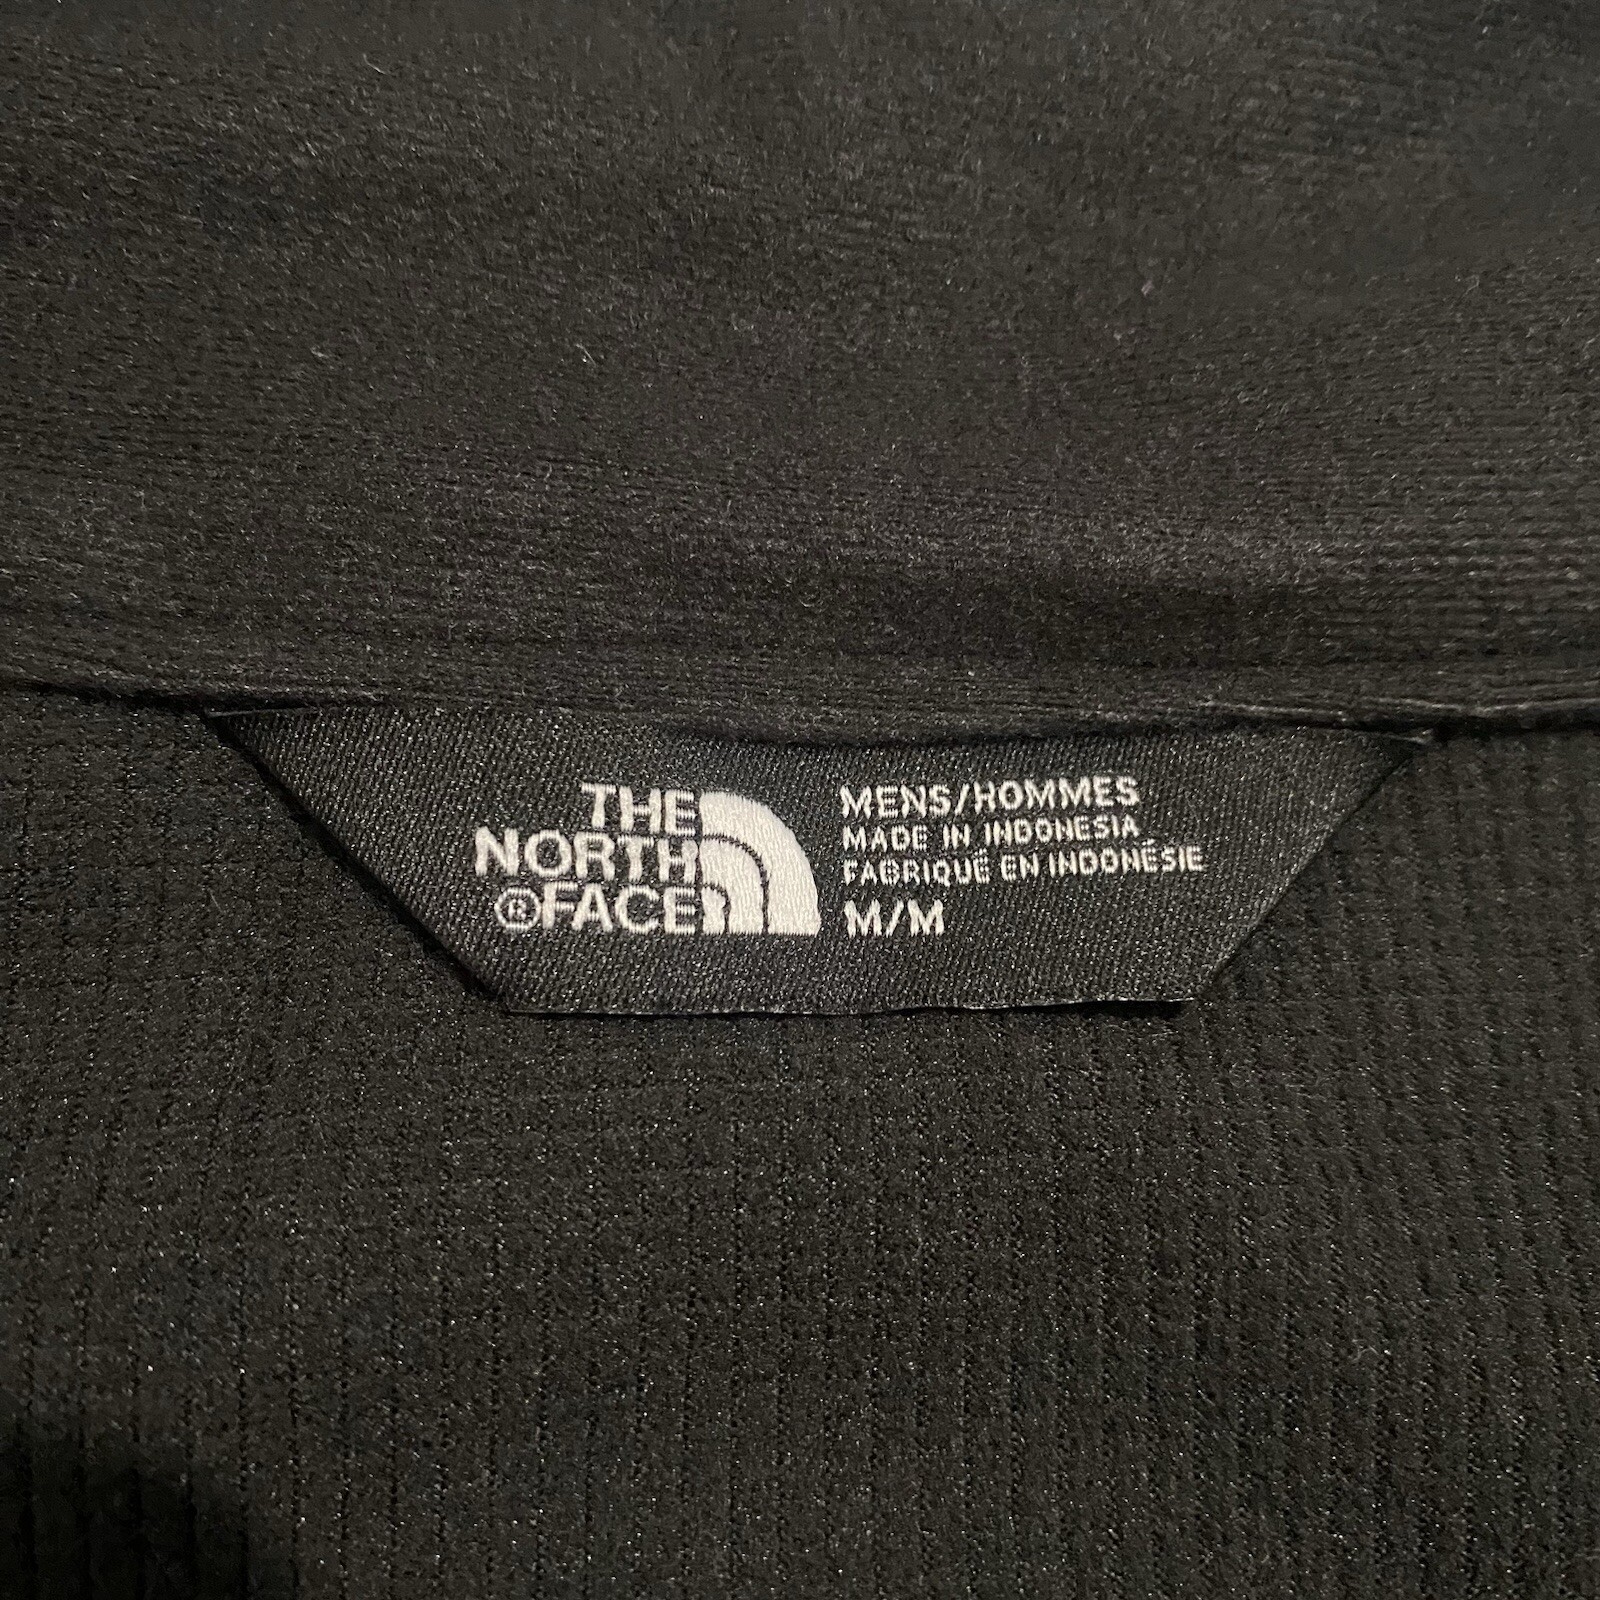 THE
NORTH
®FACE
MENS/HOMMES
MADE IN INDONESIA
FABRIQUÉ EN INDONÉSIE
M/M